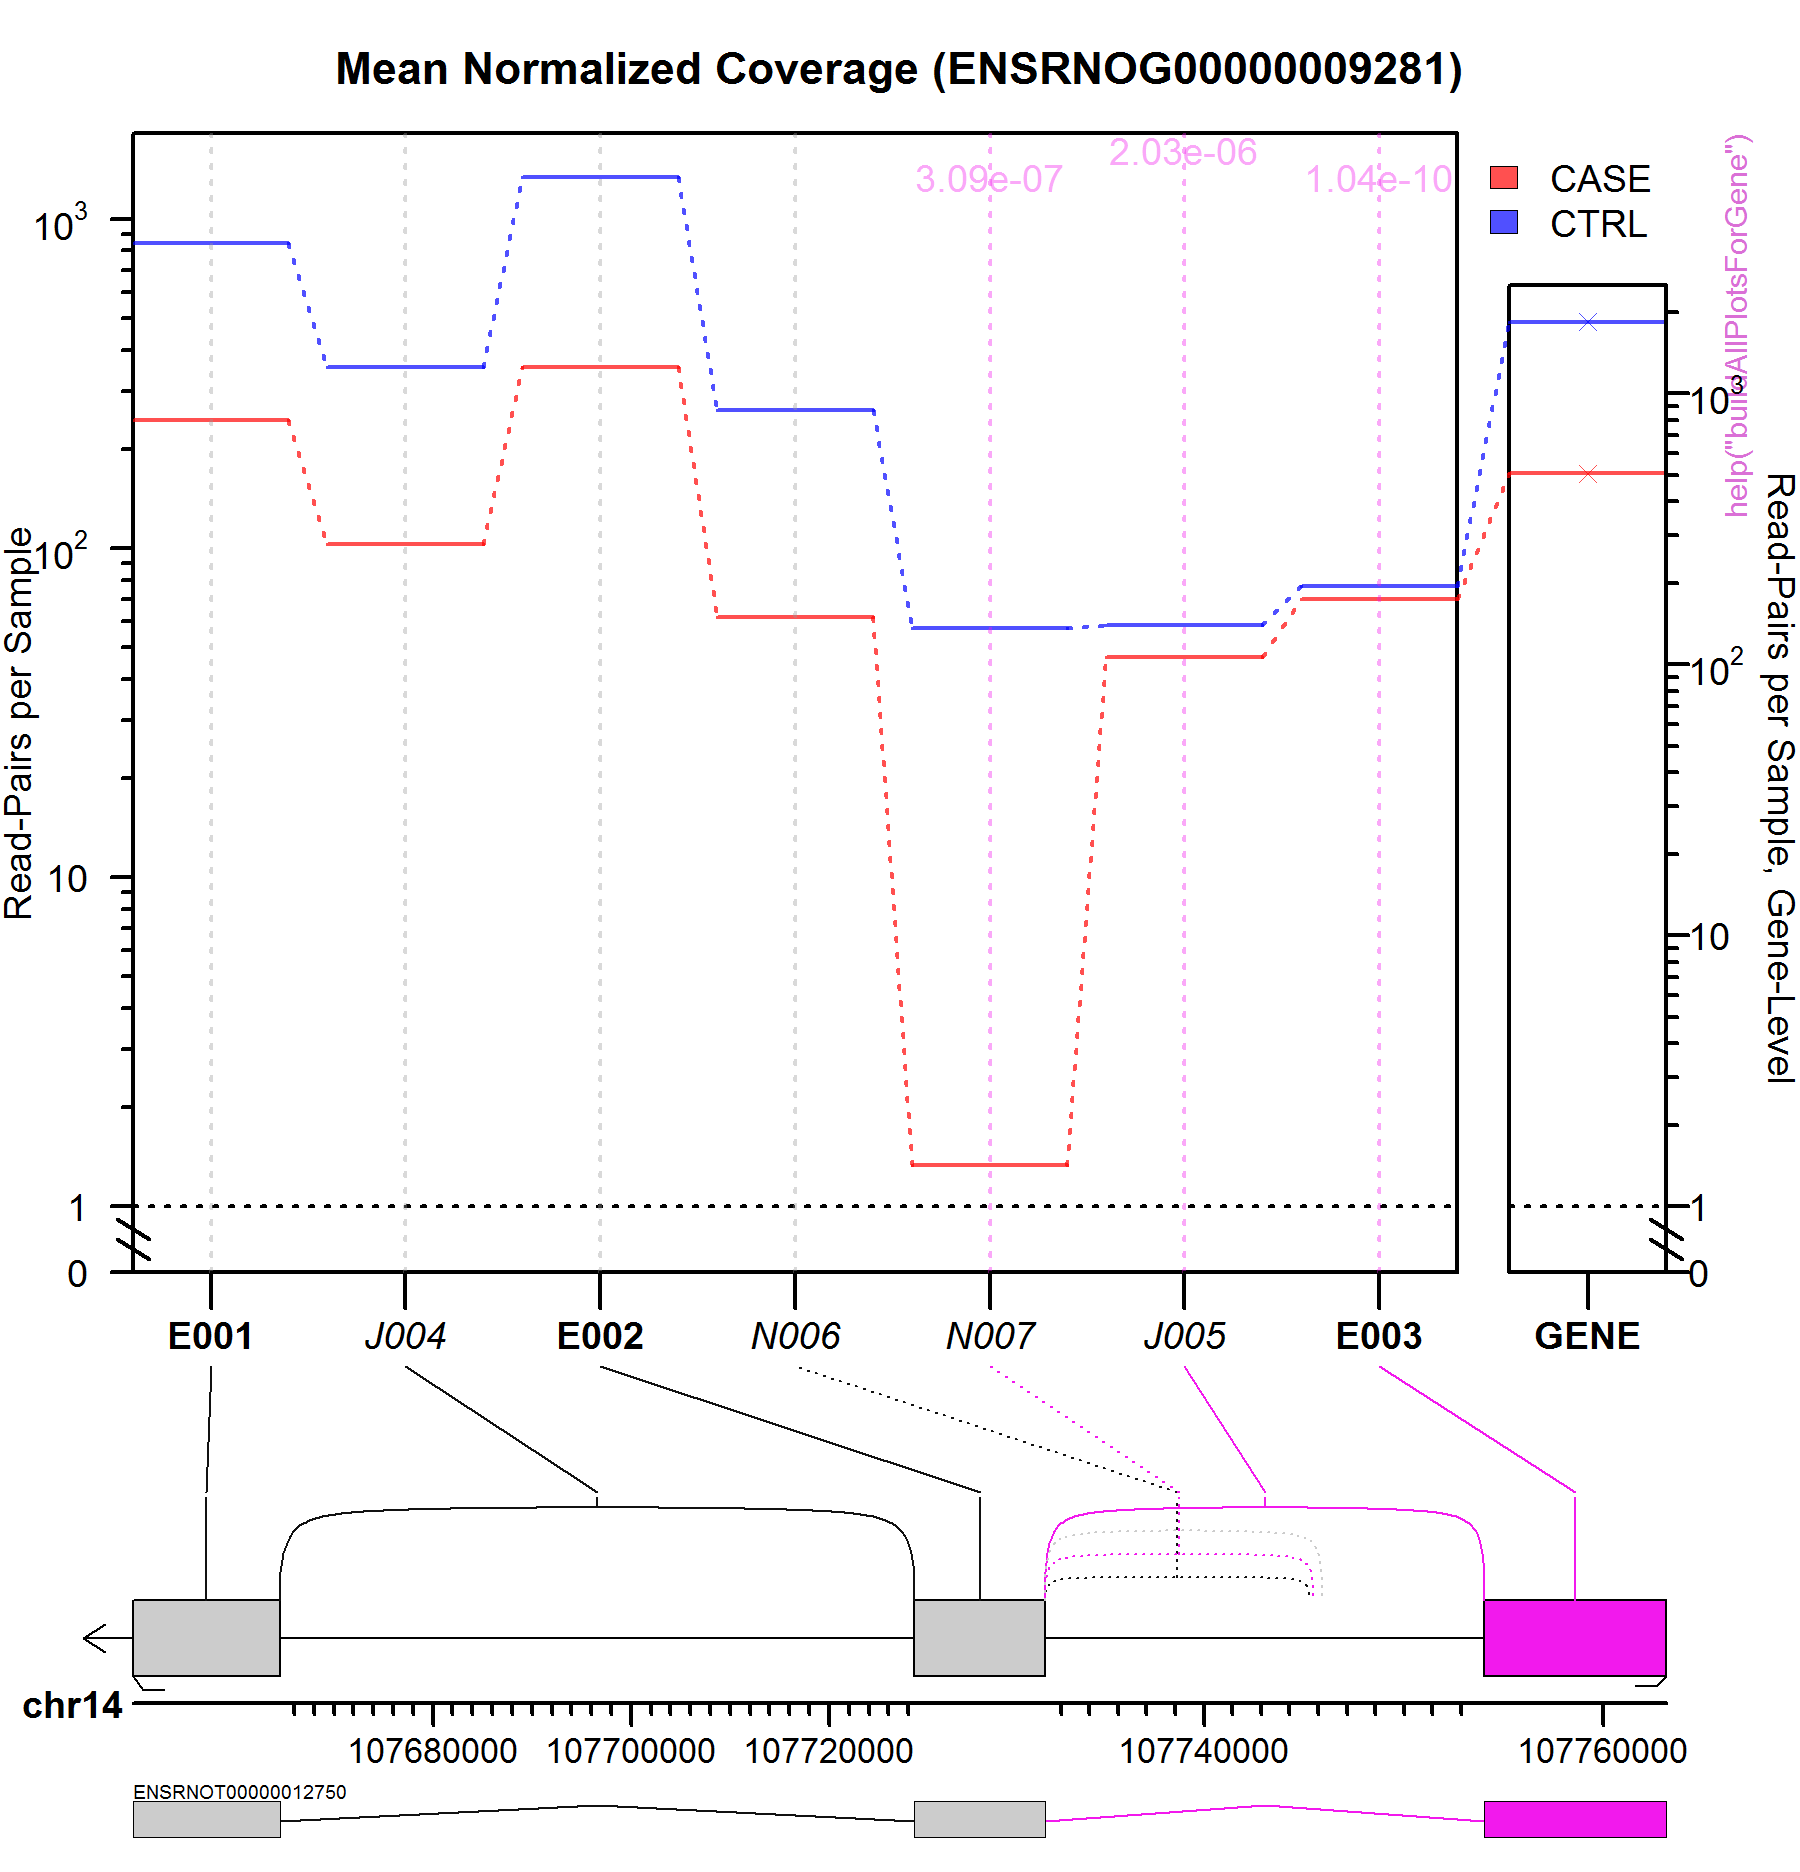 Mean Normalized Coverage (ENSRNOG00000009281)
3.09e-07
2.03e-06
1.04e-10
CASE
CTRL
help("buildAllPlotsForGene")
Read-Pairs per Sample
10³
10²
10
1
0
10³
10²
10
1
0
Read-Pairs per Sample, Gene-Level
E001 J004 E002 N006 N007 J005 E003 GENE
chr14
107680000 107700000 107720000 107740000 107760000
ENSRNOT00000012750